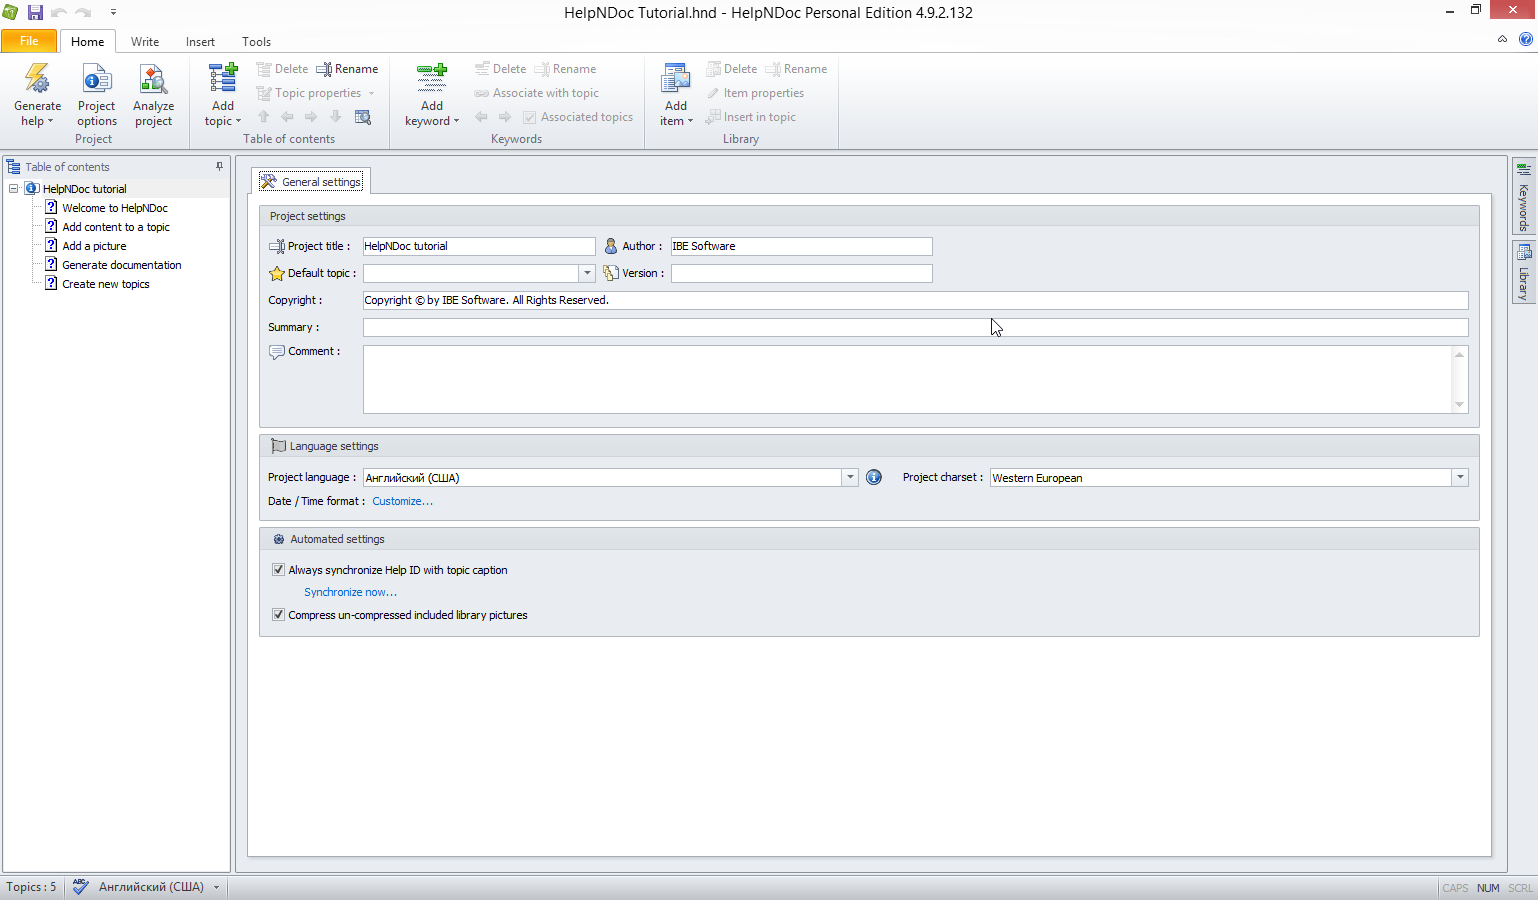 HelpNDoc Tutorial.hnd - HelpNDoc Personal Edition 4.9.2.132
File Home Write Insert Tools
Generate help
Project options
Analyze project
Project
Add topic
Delete Rename
Topic properties
Table of contents
Add keyword
Delete Rename
Associate with topic
Associated topics
Keywords
Add item
Delete Rename
Item properties
Insert in topic
Library
Table of contents
HelpNDoc tutorial
Welcome to HelpNDoc
Add content to a topic
Add a picture
Generate documentation
Create new topics
General settings
Project settings
Project title : HelpNDoc tutorial Author : IBE Software
Default topic : Version :
Copyright : Copyright © by IBE Software. All Rights Reserved.
Summary :
Comment :
Language settings
Project language : Английский (США) Project charset : Western European
Date / Time format : Customize...
Automated settings
Always synchronize Help ID with topic caption
Synchronize now...
Compress un-compressed included library pictures
Keywords
Library
Topics : 5 ABC Английский (США) CAPS NUM SCRL